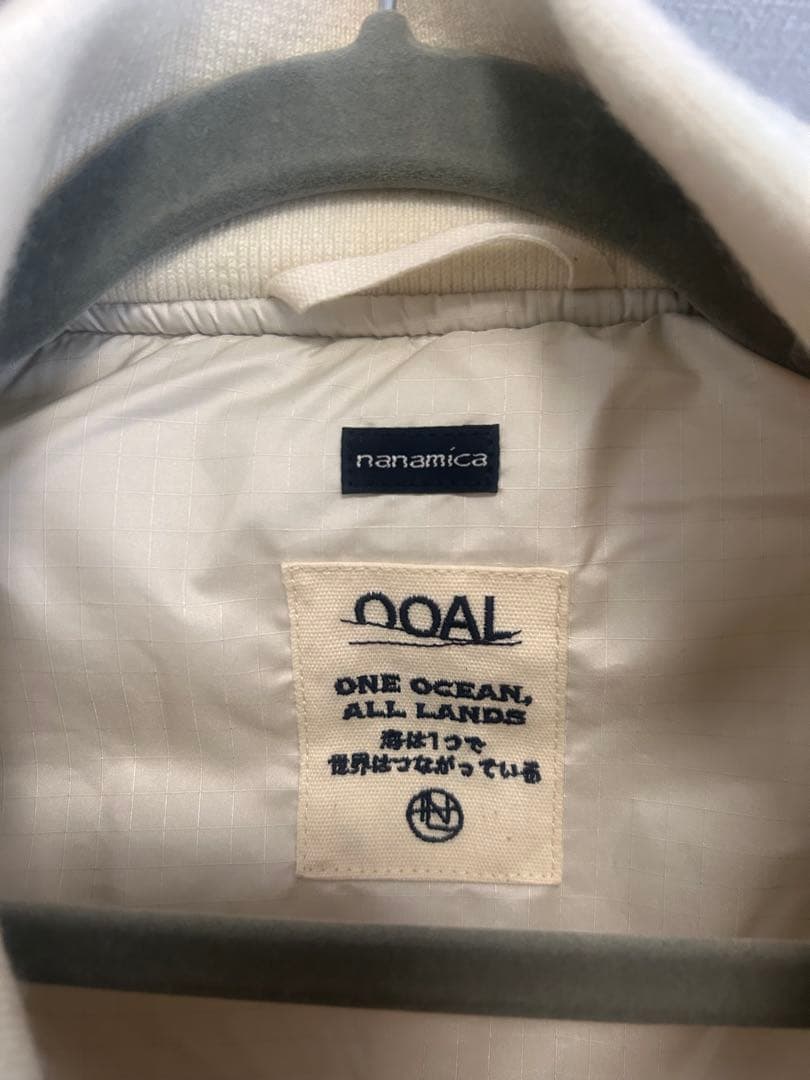 nanamica
OOAL
ONE OCEAN,
ALL LANDS
海は1つで
世界はつながっている